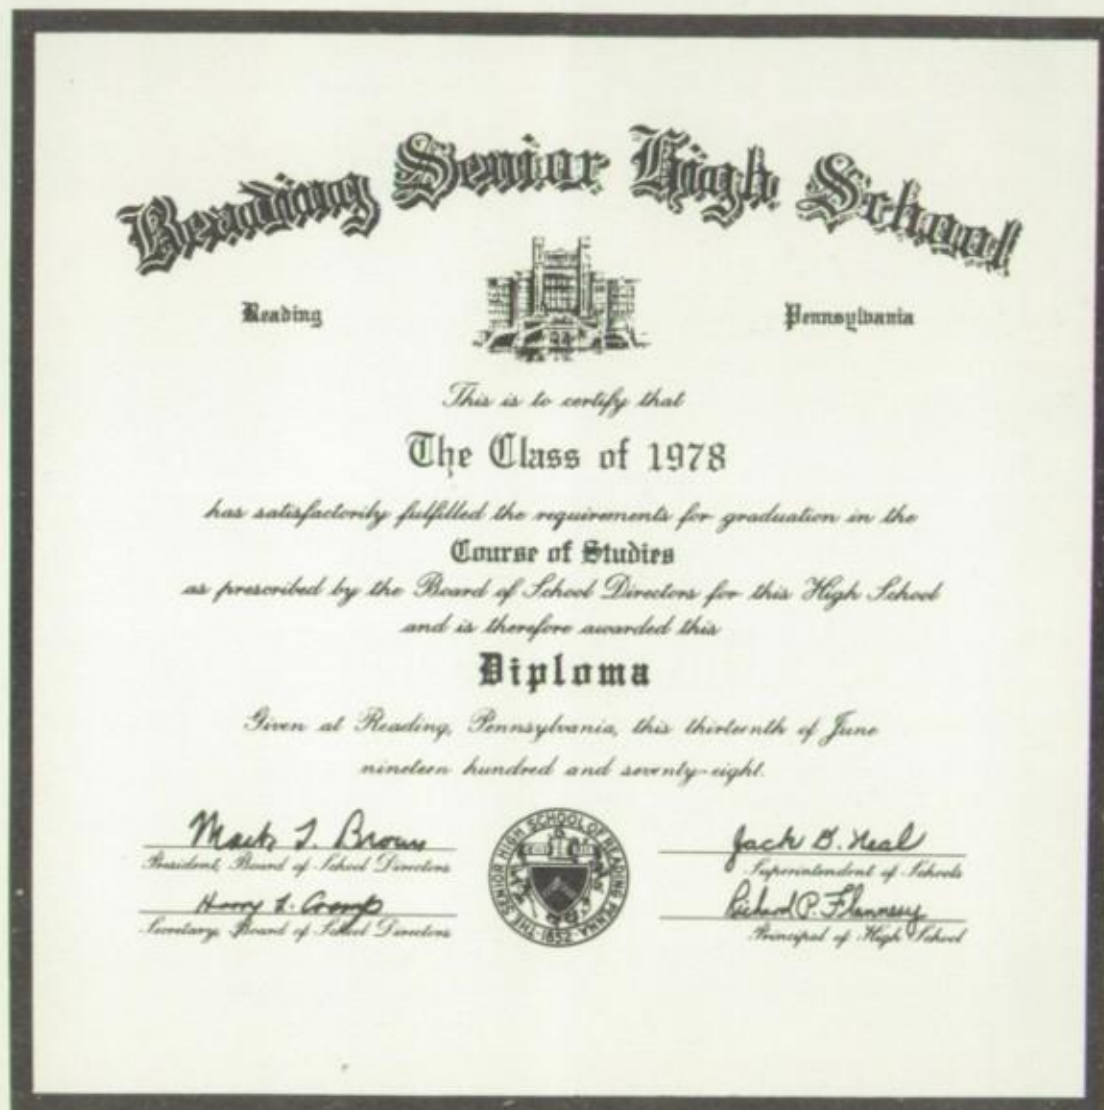 Reading Senior High School
Reading Pennsylvania
This is to certify that
The Class of 1978
has satisfactorily fulfilled the requirements for graduation in the
Course of Studies
as prescribed by the Board of School Directors for this High School
and is therefore awarded this
Diploma
Given at Reading, Pennsylvania, this thirteenth of June
nineteen hundred and seventy-eight.
Brown
President, Board of School Directors
Harry
Secretary, Board of School Directors
THE SENIOR HIGH SCHOOL OF READING PENNA
1852
Jack D. Neal
Superintendent of Schools
Richard P. Flannery
Principal of High School